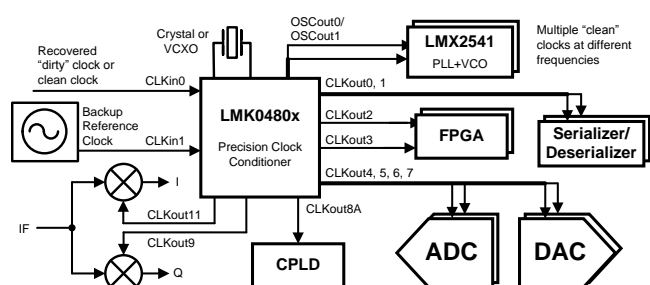 Crystal or
VCXO
OSCout0/
OSCout1
LMX2541
PLL+VCO
Multiple “clean”
clocks at different
frequencies
Recovered
“dirty” clock or
clean clock
CLKin0
Backup
Reference
Clock
CLKin1
LMK0480x
Precision Clock
Conditioner
CLKout0, 1
CLKout2
CLKout3
FPGA
Serializer/
Deserializer
CLKout4, 5, 6, 7
I
CLKout11
IF
CLKout9
Q
CLKout8A
CPLD
ADC
DAC